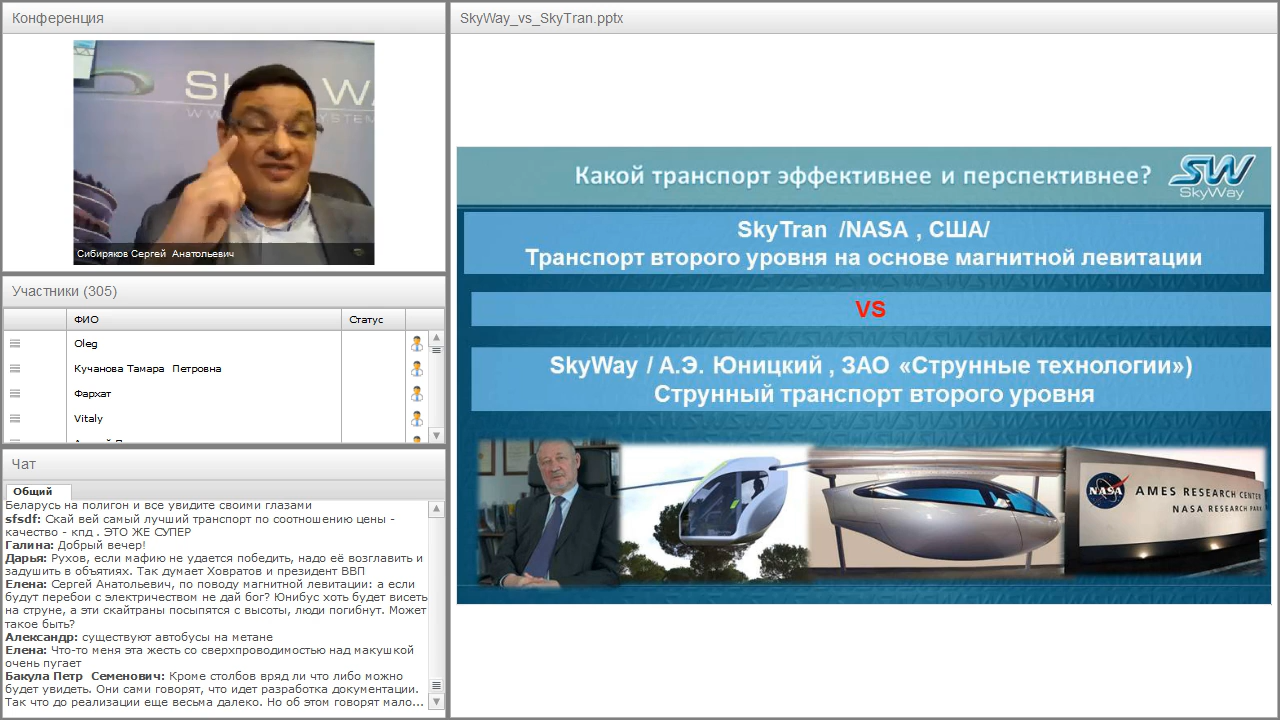 Конференция
SKYWAY
Сибиряков Сергей Анатольевич
Участники (305)
ФИО
Статус
Oleg
Кучанова Тамара Петровна
Фархат
Vitaly
Чат
Общий
Беларусь на полигон и все увидите своими глазами
sfsdf: Скай вей самый лучший транспорт по соотношению цены -
качество - кпд . ЭТО ЖЕ СУПЕР
Галина: Добрый вечер!
Дарья: Рухов, если мафию не удается победить, надо её возглавить и
задушить в объятиях. Так думает Ховратов и президент ВВП
Елена: Сергей Анатольевич, по поводу магнитной левитации: а если
будут перебои с электричеством не дай бог? Юнибус хоть будет висеть
на струне, а эти скайтраны посыпятся с высоты, люди погибнут. Может
такое быть?
Александр: существуют автобусы на метане
Елена: Что-то меня эта жесть со сверхпроводимостью над макушкой
очень пугает
Бакула Петр Семенович: Кроме столбов вряд ли что либо можно
будет увидеть. Они сами говорят, что идет разработка документации.
Так что до реализации ещё весьма далеко. Но об этом говорят мало...
SkyWay_vs_SkyTran.pptx
Какой транспорт эффективнее и перспективнее?
SW
SkyWay
SkyTran /NASA , США/
Транспорт второго уровня на основе магнитной левитации
VS
SkyWay / А.Э. Юницкий , ЗАО «Струнные технологии»)
Струнный транспорт второго уровня
NASA
AMES RESEARCH CENTER
NASA RESEARCH PARK